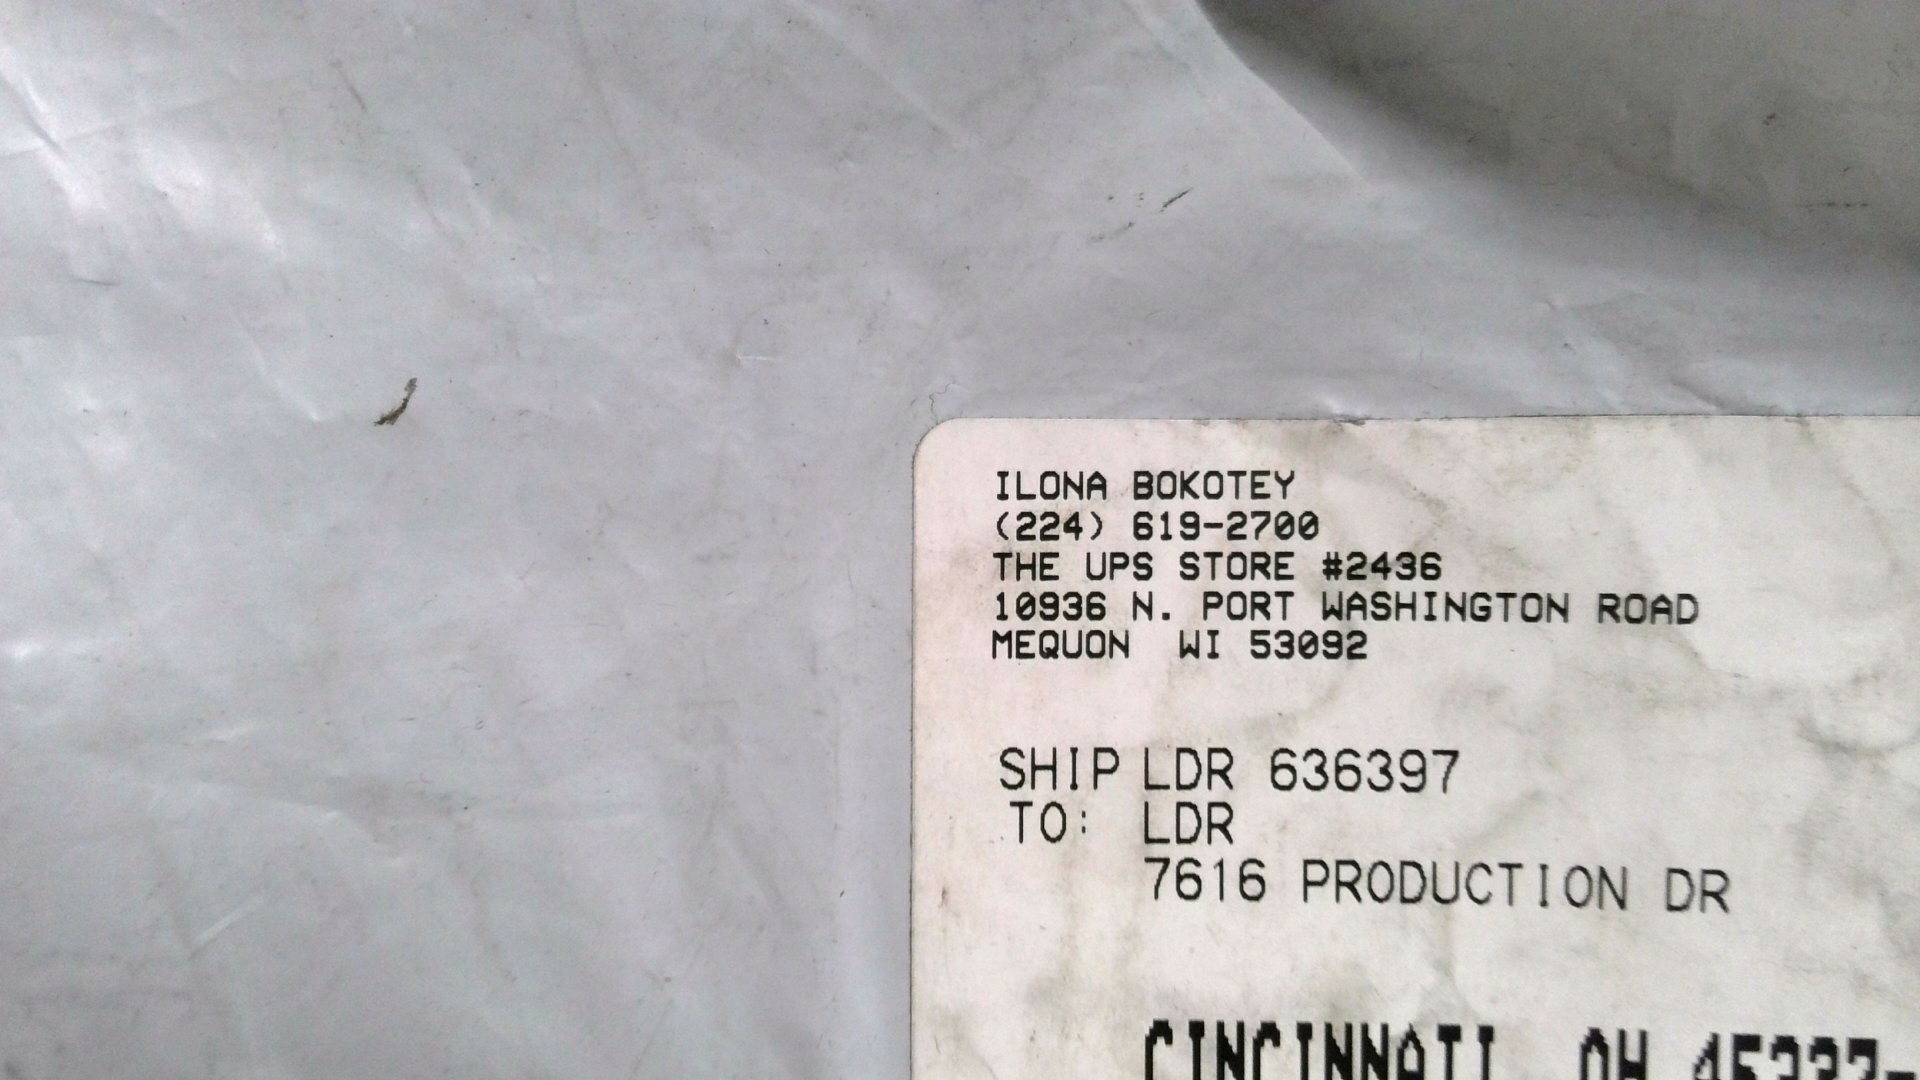 ILONA BOKOTEY
(224) 619-2700
THE UPS STORE #2436
10936 N. PORT WASHINGTON ROAD
MEQUON WI 53092
SHIP LDR 636397
TO: LDR
7616 PRODUCTION DR
CINCINNATI OH